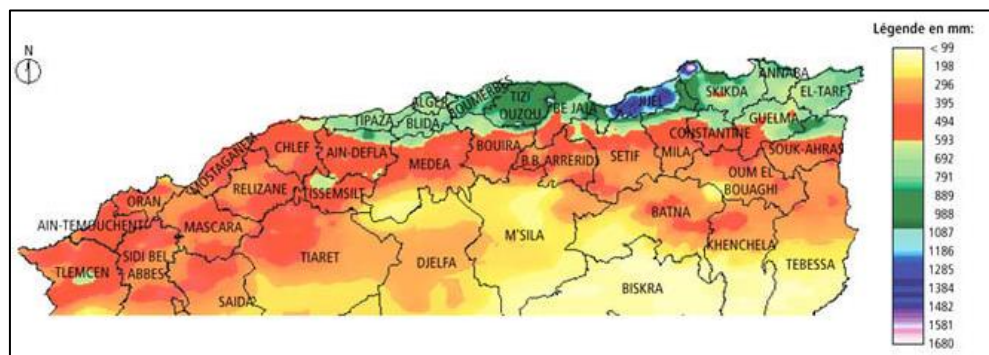 Légende en mm:
N
< 99
198
296
395
494
593
692
791
889
988
1087
1186
1285
1384
1482
1581
1680
ANNABA
SKIKDA
EL-TARF
ALGER
BOUMERDES
TIZI
OUZOU
BEJAIA
JIJEL
GUELMA
TIPAZA
BLIDA
CONSTANTINE
MOSTAGANEM
CHLEF
AIN-DEFLA
MEDEA
BOUIRA
B.B.ARRERIDJ
SETIF
MILA
SOUK-AHRAS
OUM EL
BOUAGHI
ORAN
RELIZANE
TISSEMSILT
AIN-TEMOUCHENT
MASCARA
BATNA
KHENCHELA
TLEMCEN
SIDI BEL
ABBES
TIARET
DJELFA
M'SILA
TEBESSA
SAIDA
BISKRA